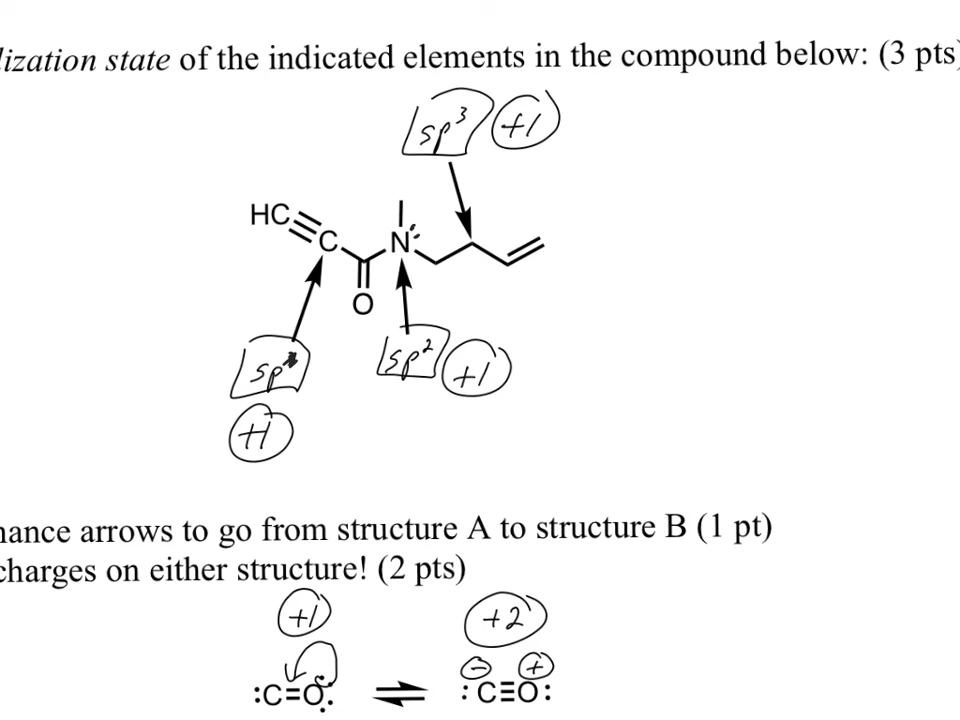 lization state of the indicated elements in the compound below: (3 pts)
sp³ +1
HC
C N
O
sp sp² +1
+1
nance arrows to go from structure A to structure B (1 pt)
charges on either structure! (2 pts)
+1 +2
- +
:C=O: ⇌ :C≡O: